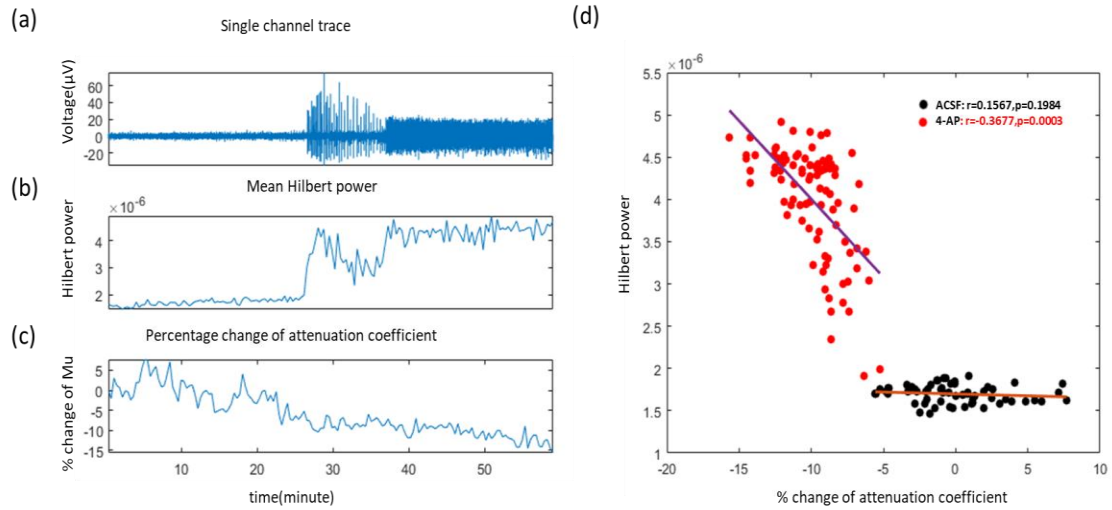 (a)
Single channel trace
Voltage(µV)
60
40
20
0
-20
(b)
Mean Hilbert power
×10⁻⁶
Hilbert power
4
3
2
(c)
Percentage change of attenuation coefficient
% change of Mu
5
0
-5
-10
-15
10 20 30 40 50
time(minute)
(d)
×10⁻⁶
Hilbert power
5.5
5
4.5
4
3.5
3
2.5
2
1.5
1
ACSF: r=0.1567,p=0.1984
4-AP: r=-0.3677,p=0.0003
-20 -15 -10 -5 0 5 10
% change of attenuation coefficient